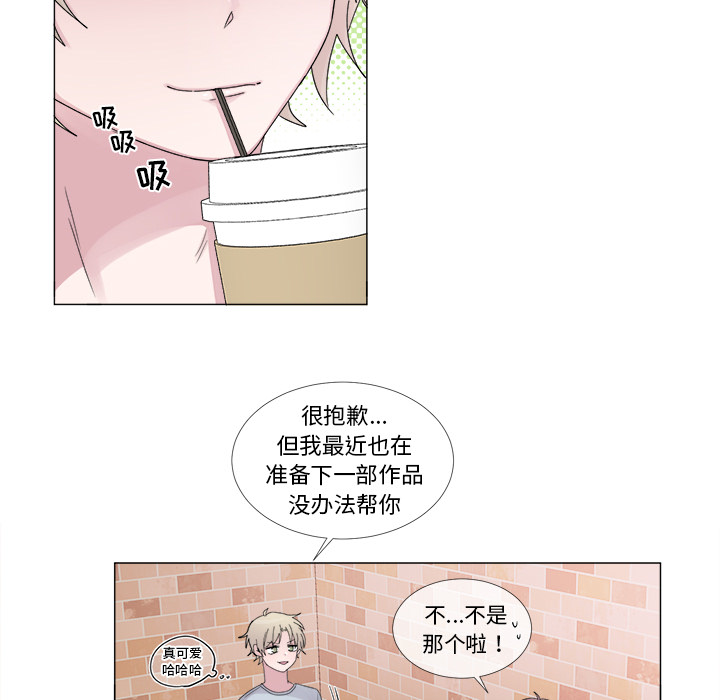 吸
吸
吸
很抱歉...
但我最近也在
准备下一部作品
没办法帮你
不...不是
那个啦！
真可爱
哈哈哈